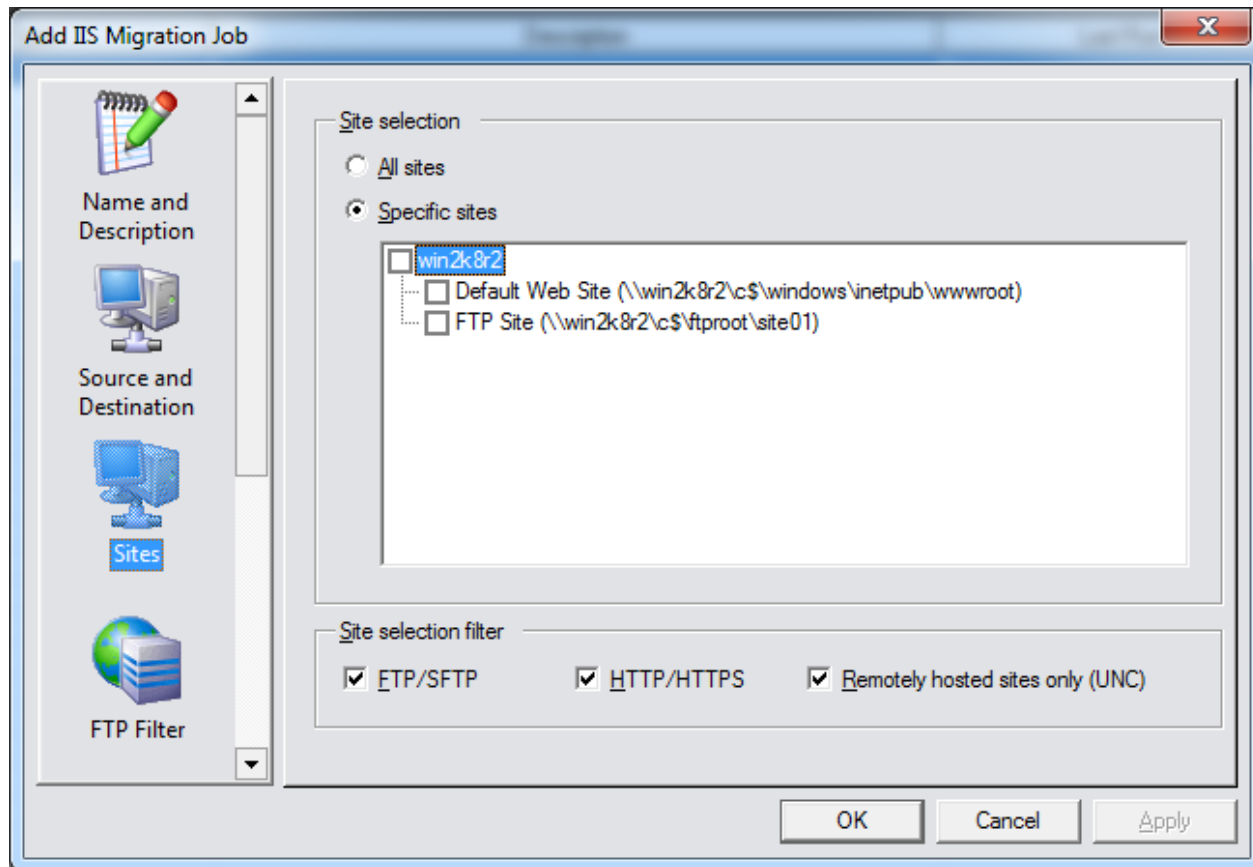 Add IIS Migration Job
Name and
Description
Source and
Destination
Sites
FTP Filter
Site selection
All sites
Specific sites
win2k8r2
Default Web Site (\\win2k8r2\c$\windows\inetpub\wwwroot)
FTP Site (\\win2k8r2\c$\ftproot\site01)
Site selection filter
FTP/SFTP HTTP/HTTPS Remotely hosted sites only (UNC)
OK Cancel Apply